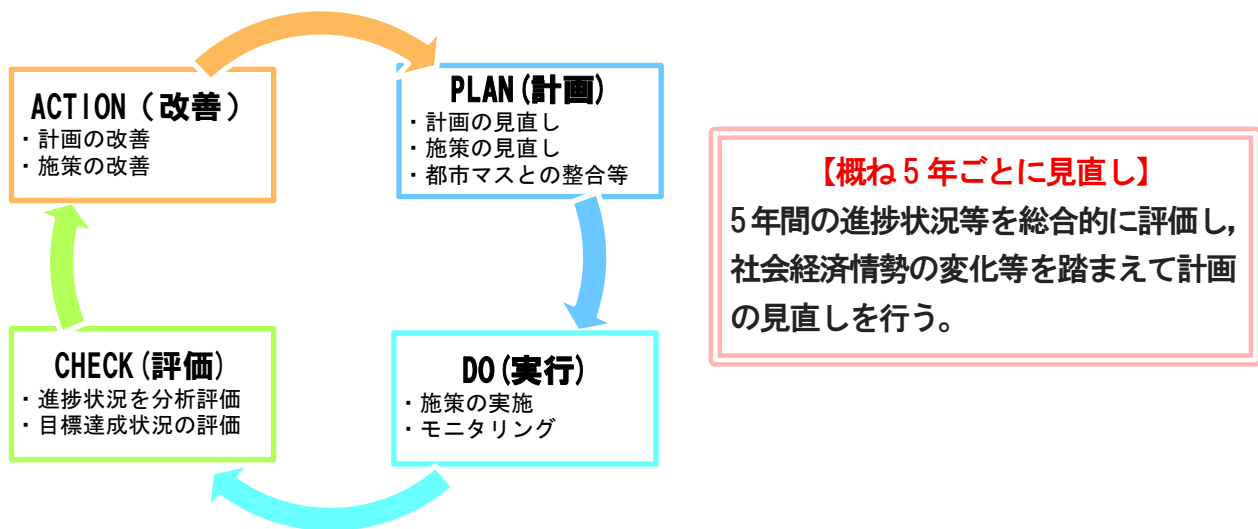 ACTION（改善）
・計画の改善
・施策の改善
PLAN(計画)
・計画の見直し
・施策の見直し
・都市マスとの整合等
【概ね５年ごとに見直し】
５年間の進捗状況等を総合的に評価し，
社会経済情勢の変化等を踏まえて計画
の見直しを行う。
CHECK(評価)
・進捗状況を分析評価
・目標達成状況の評価
DO(実行)
・施策の実施
・モニタリング